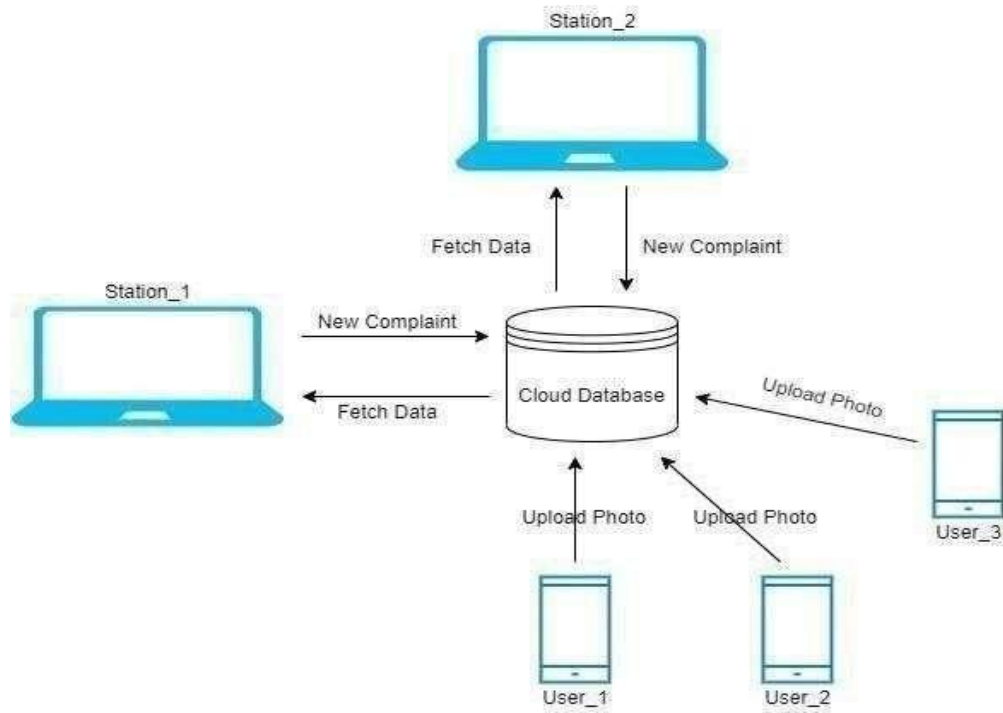 Station_2
Fetch Data
New Complaint
Station_1
New Complaint
Fetch Data
Cloud Database
Upload Photo
Upload Photo
Upload Photo
User_3
User_1
User_2